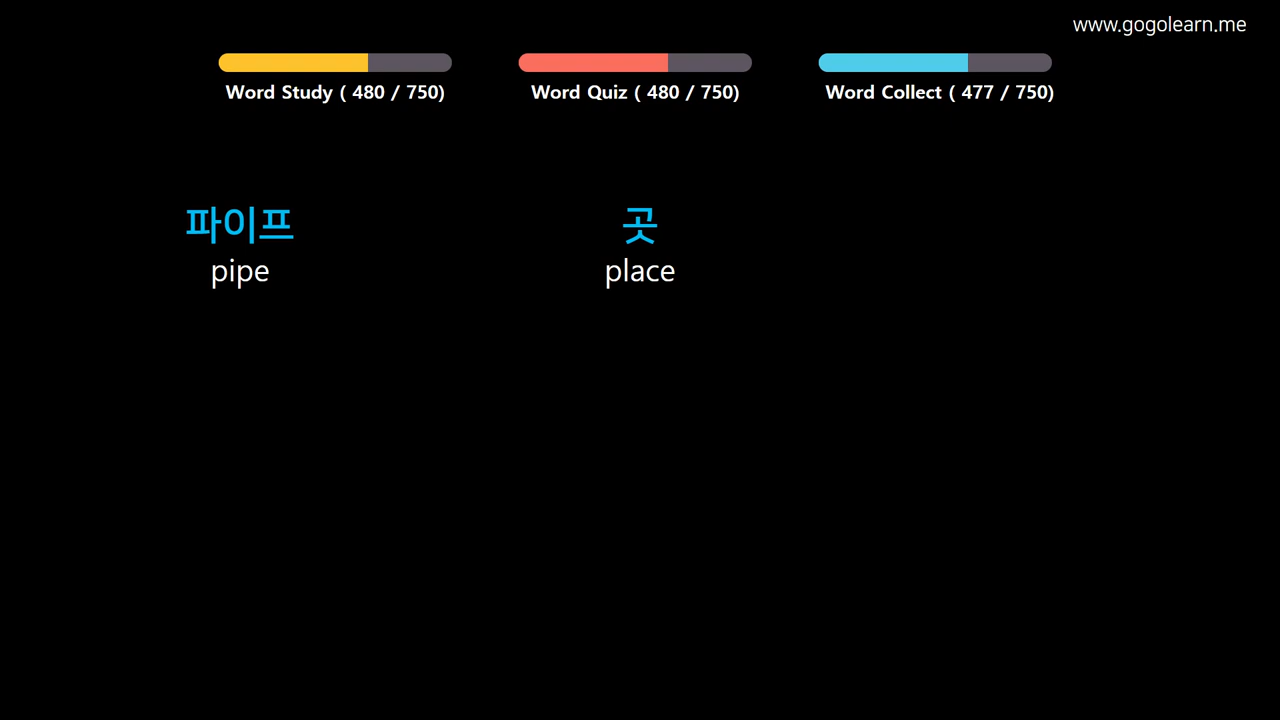 www.gogolearn.me
Word Study ( 480 / 750)
Word Quiz ( 480 / 750)
Word Collect ( 477 / 750)
파이프
pipe
곳
place